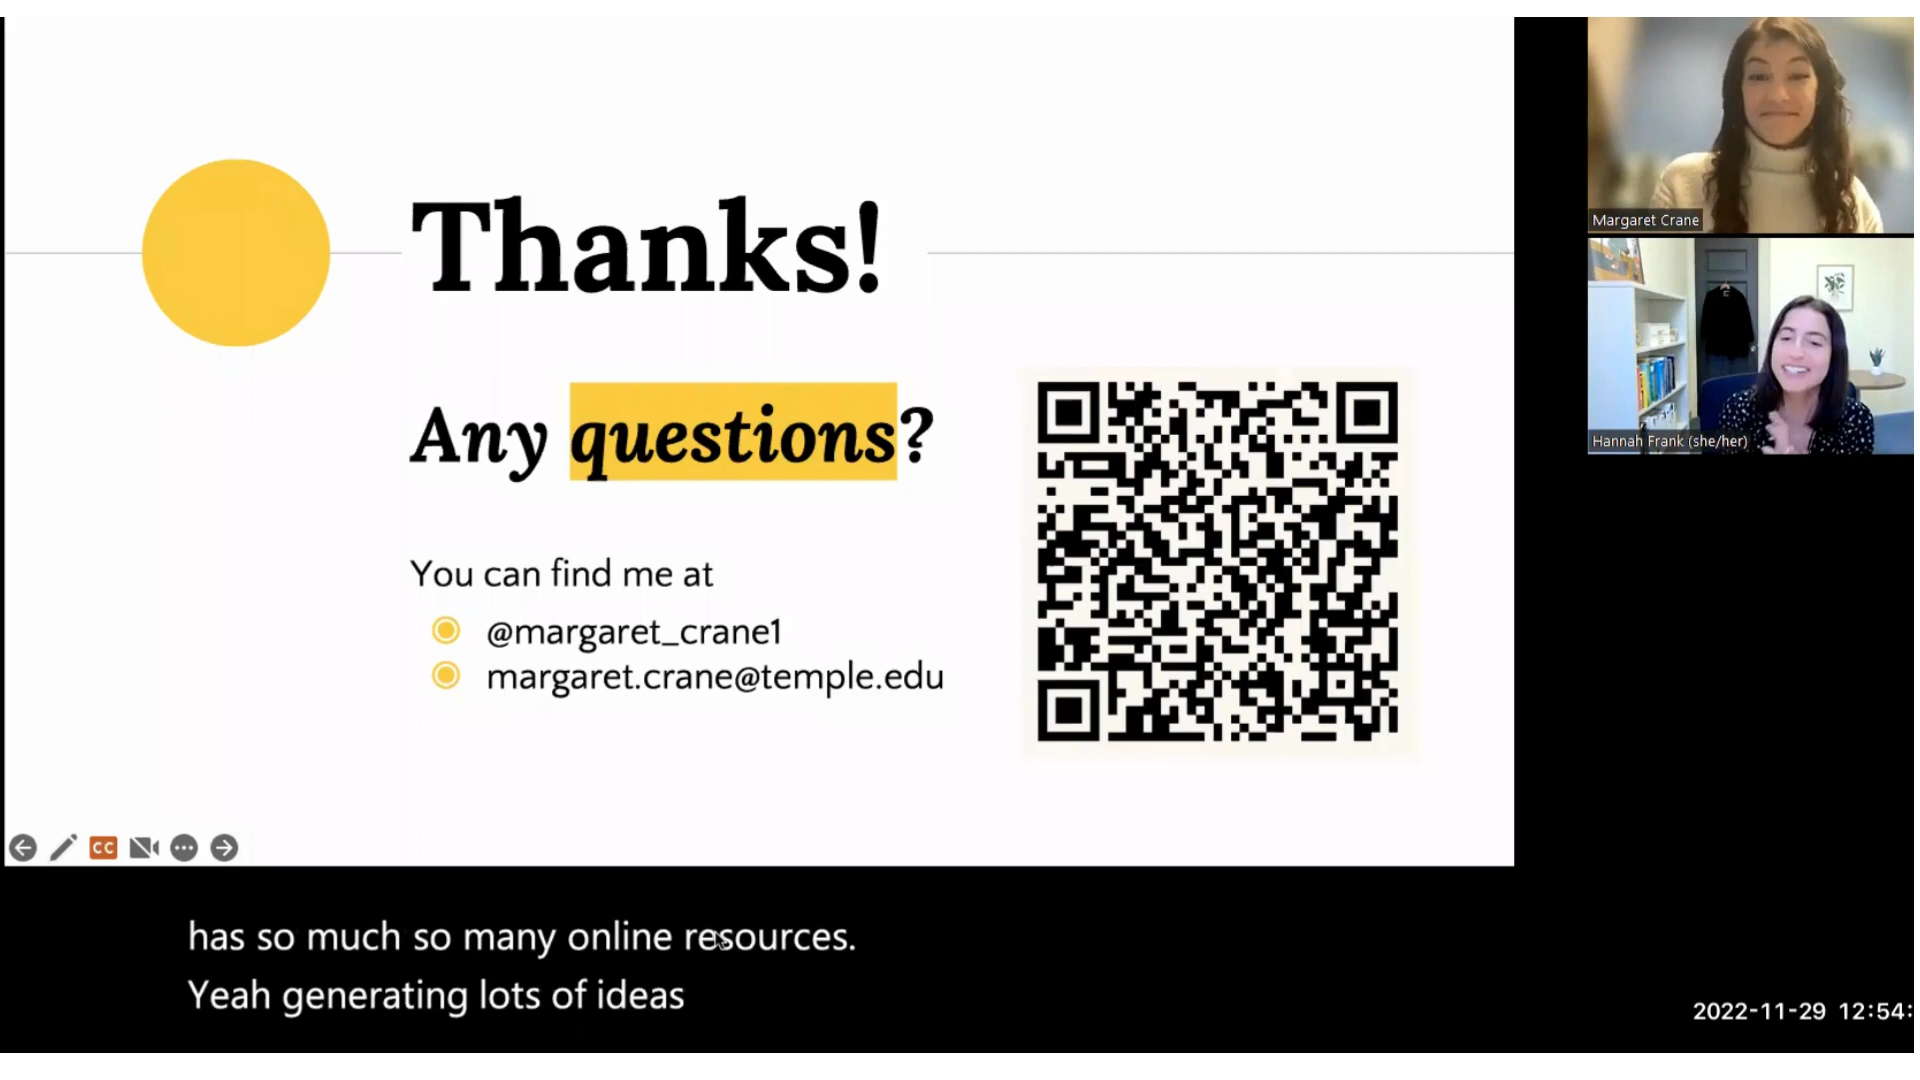 Thanks!
Any questions?
You can find me at
@margaret_crane1
margaret.crane@temple.edu
CC
has so much so many online resources.
Yeah generating lots of ideas
Margaret Crane
Hannah Frank (she/her)
2022-11-29 12:54: